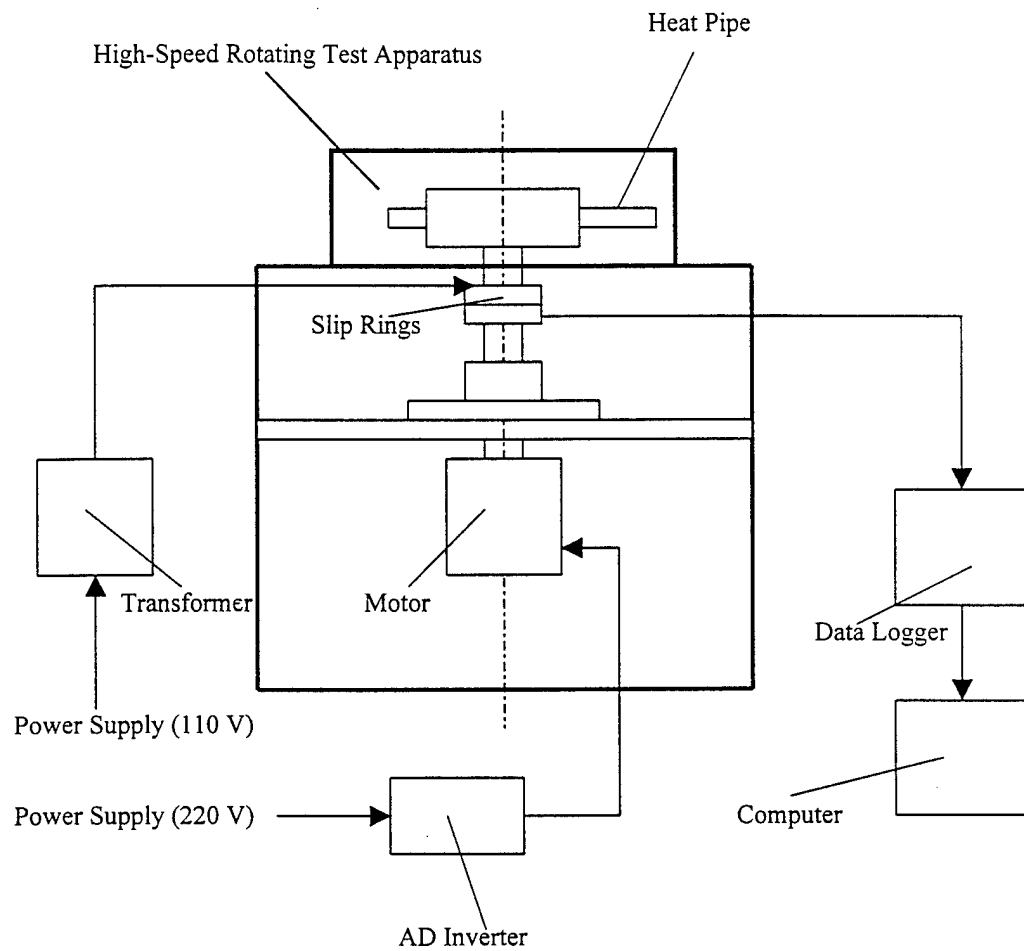 Heat Pipe
High-Speed Rotating Test Apparatus
Slip Rings
Transformer
Motor
Data Logger
Power Supply (110 V)
Power Supply (220 V)
Computer
AD Inverter